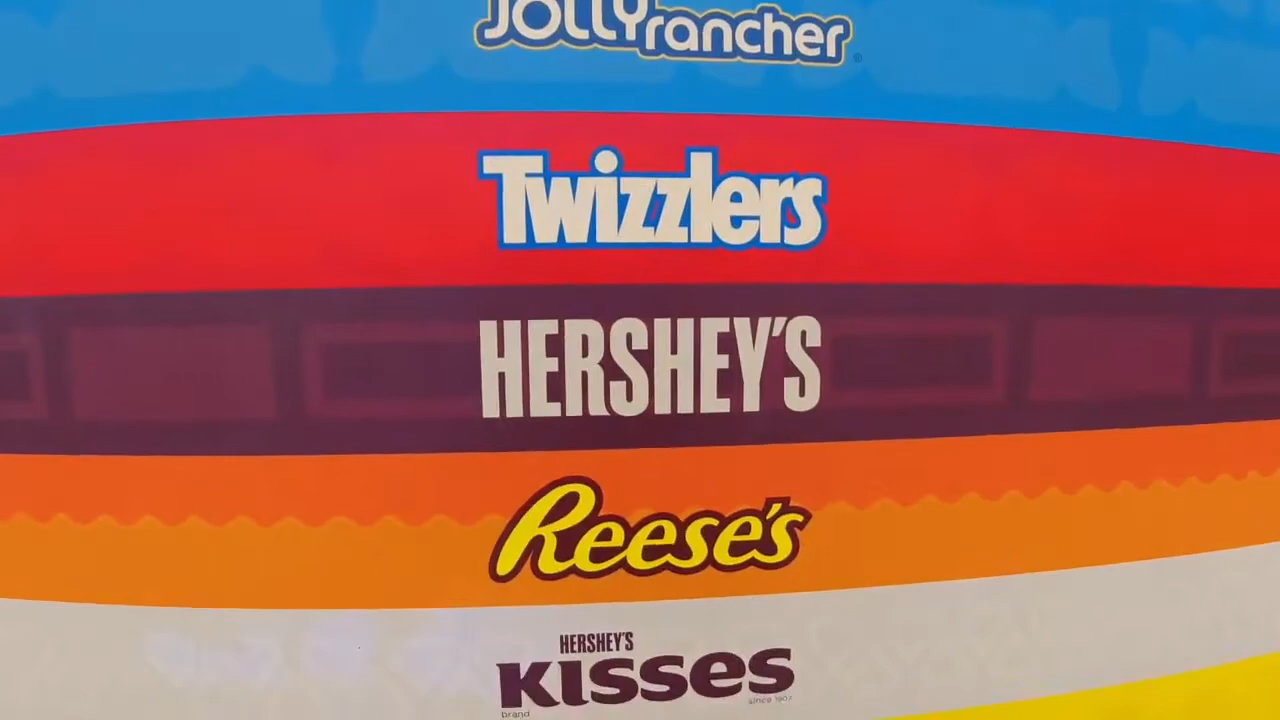 JOLLY rancher
Twizzlers
HERSHEY'S
Reese's
HERSHEY'S
KISSES
brand
since 1907